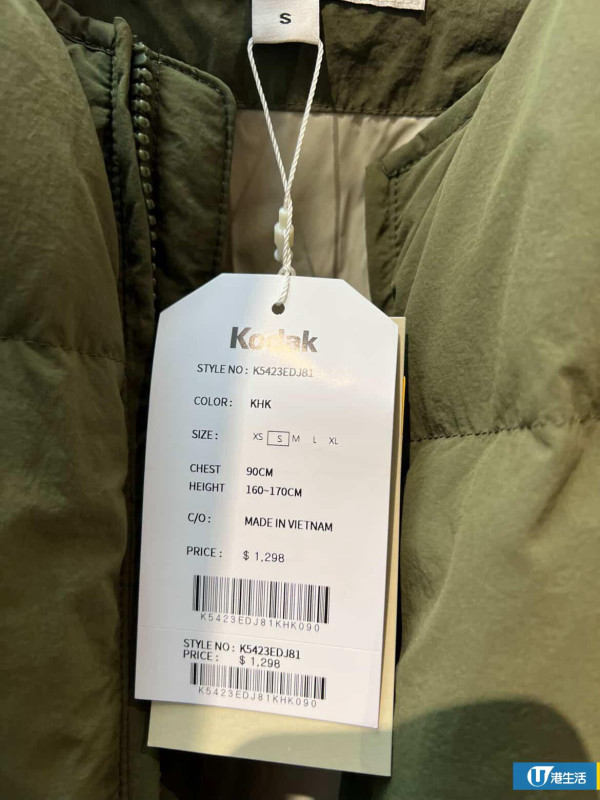 S
Kodak
STYLE NO : K5423EDJ81
COLOR : KHK
SIZE : XS S M L XL
CHEST 90CM
HEIGHT 160-170CM
C/O : MADE IN VIETNAM
PRICE : $ 1,298
K5423EDJ81KHK090
STYLE NO : K5423EDJ81
PRICE : $ 1,298
K5423EDJ81KHK090
U港生活